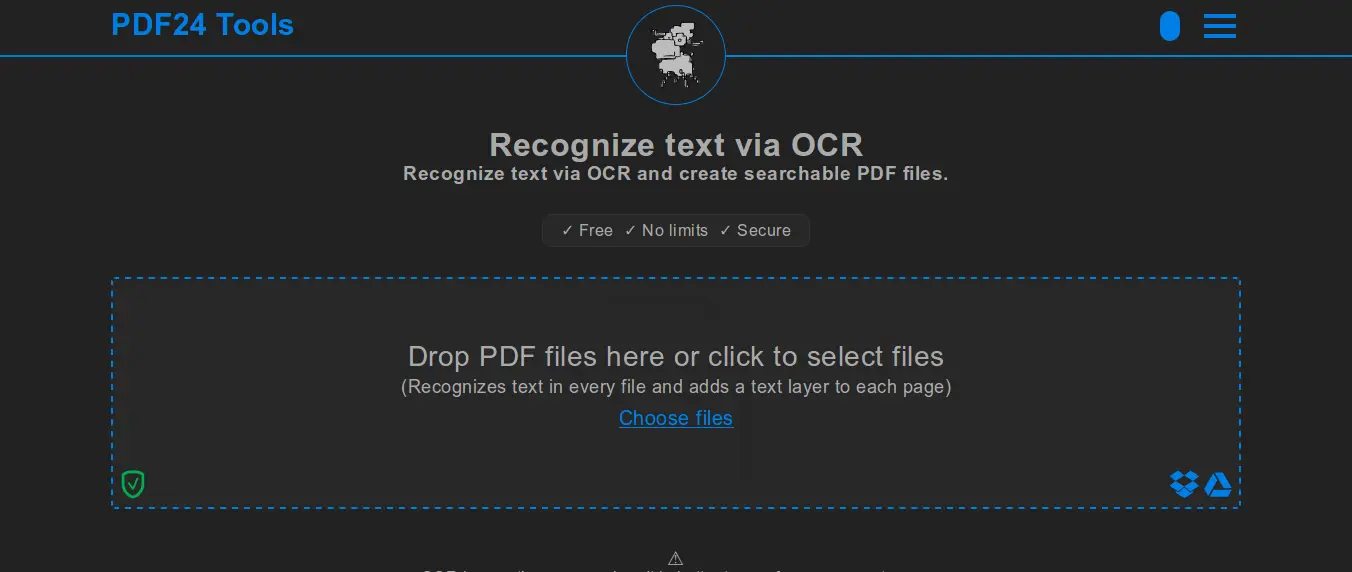 PDF24 Tools
Recognize text via OCR
Recognize text via OCR and create searchable PDF files.
✓ Free ✓ No limits ✓ Secure
Drop PDF files here or click to select files
(Recognizes text in every file and adds a text layer to each page)
Choose files